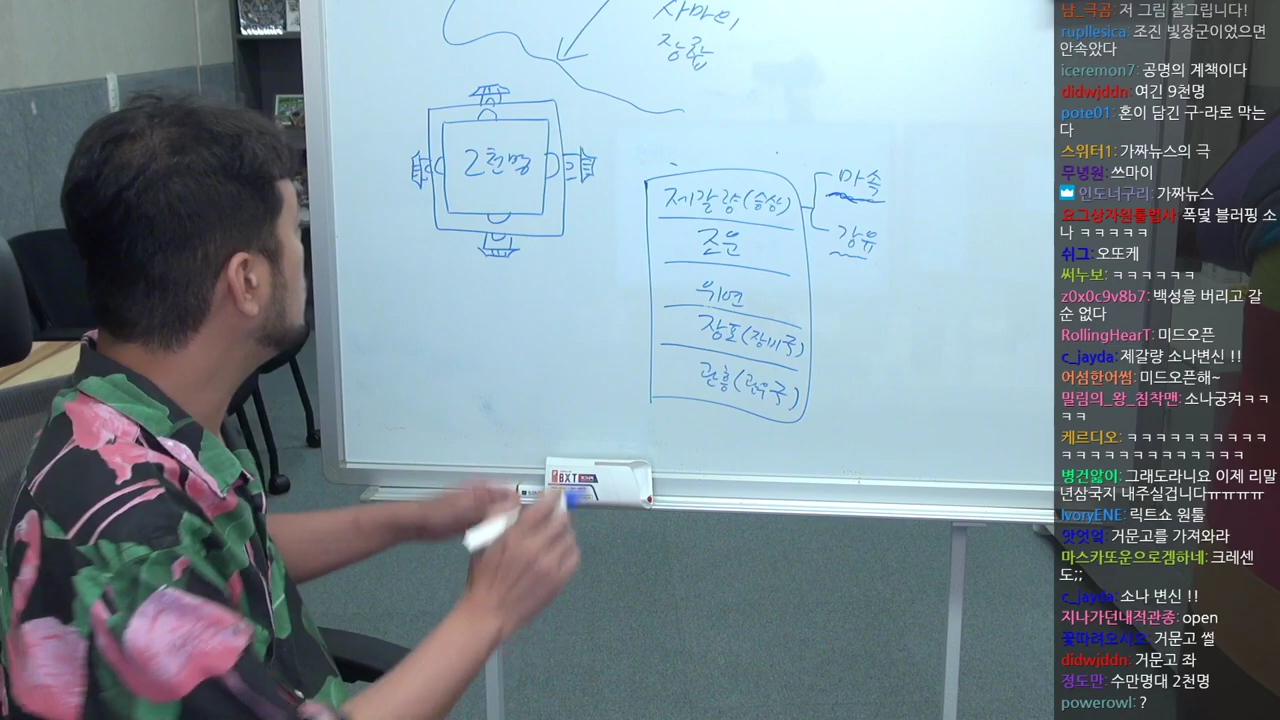 사마의
장합
2천명
제갈량(승상)
조운
위연
장포(장비 국)
관흥(관우 국)
마속
강유
BXT
남_극곰: 저 그림 잘그립니다!
rupllesica: 조진 빛장군이었으면
안속았다
iceremon7: 공명의 계책이다
didwjddn: 여긴 9천명
pote01: 혼이 담긴 구-라로 막는
다
스위터1: 가짜뉴스의 극
무녕원: 쓰마이
인도너구리: 가짜뉴스
요그상자원툴법사: 폭덫 블러핑 소
나 ㅋㅋㅋㅋㅋ
쉬그: 오또케
써누보: ㅋㅋㅋㅋㅋㅋ
z0x0c9v8b7: 백성을 버리고 갈
순 없다
RollingHearT: 미드오픈
c_jayda: 제갈량 소나변신 !!
어섬한어썸: 미드오픈해~
밀림의_왕_침착맨: 소나궁켜ㅋㅋ
ㅋㅋ
케르디오: ㅋㅋㅋㅋㅋㅋㅋㅋㅋㅋ
ㅋㅋㅋㅋㅋㅋㅋㅋㅋㅋㅋㅋㅋ
병건앓이: 그래도라니요 이제 리말
년삼국지 내주실겁니다ㅠㅠㅠㅠ
IvoryENE: 릭트쇼 원툴
앗엇억: 거문고를 가져와라
마스카또운으로겜하네: 크레센
도;;
c_jayda: 소나 변신 !!
지나가던내적관종: open
꽃따려오시오: 거문고 썰
didwjddn: 거문고 좌
정도만: 수만명대 2천명
powerowl: ?